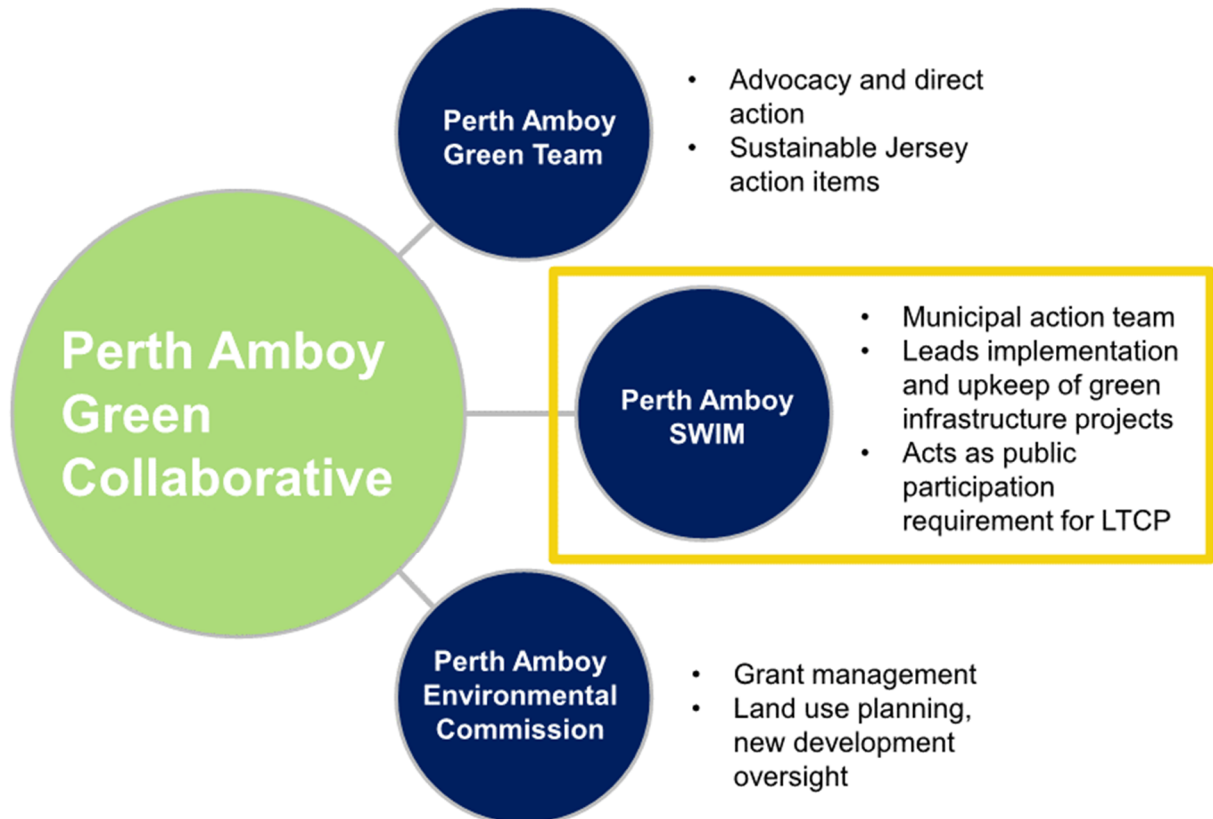 Perth Amboy
Green
Collaborative
Perth Amboy
Green Team
• Advocacy and direct
action
• Sustainable Jersey
action items
Perth Amboy
SWIM
• Municipal action team
• Leads implementation
and upkeep of green
infrastructure projects
• Acts as public
participation
requirement for LTCP
Perth Amboy
Environmental
Commission
• Grant management
• Land use planning,
new development
oversight